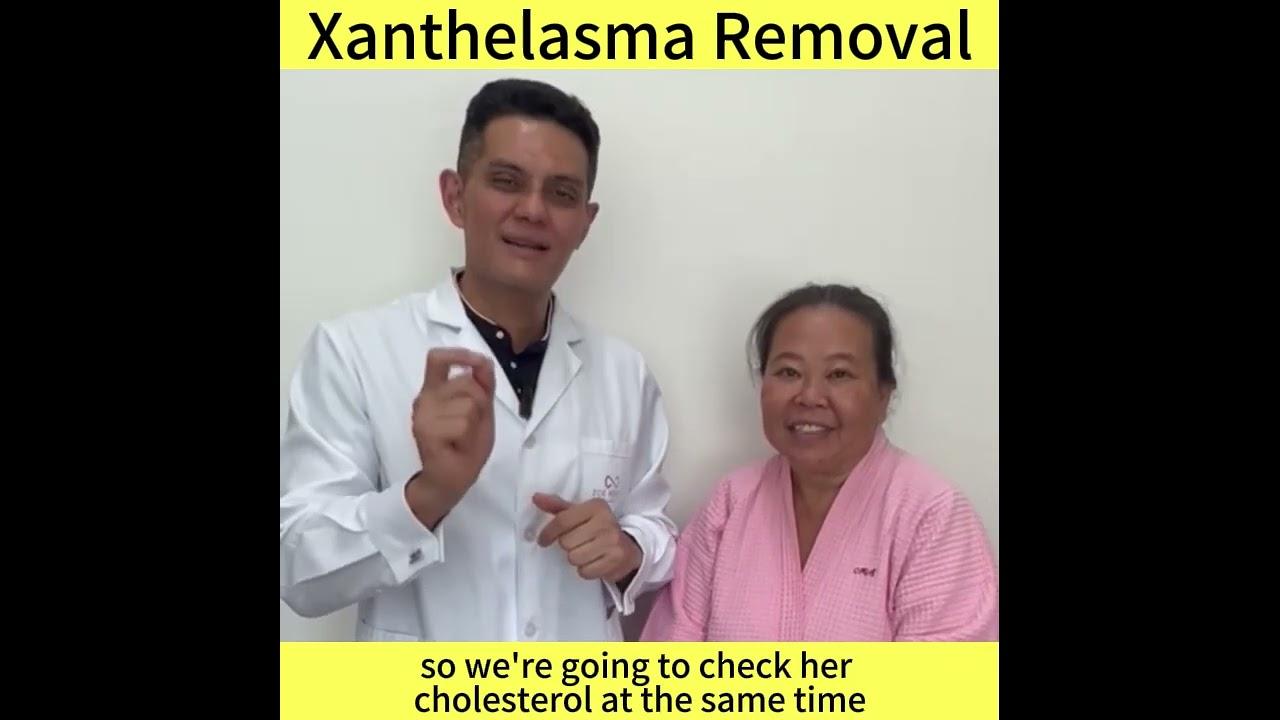 Xanthelasma Removal
so we're going to check her
cholesterol at the same time